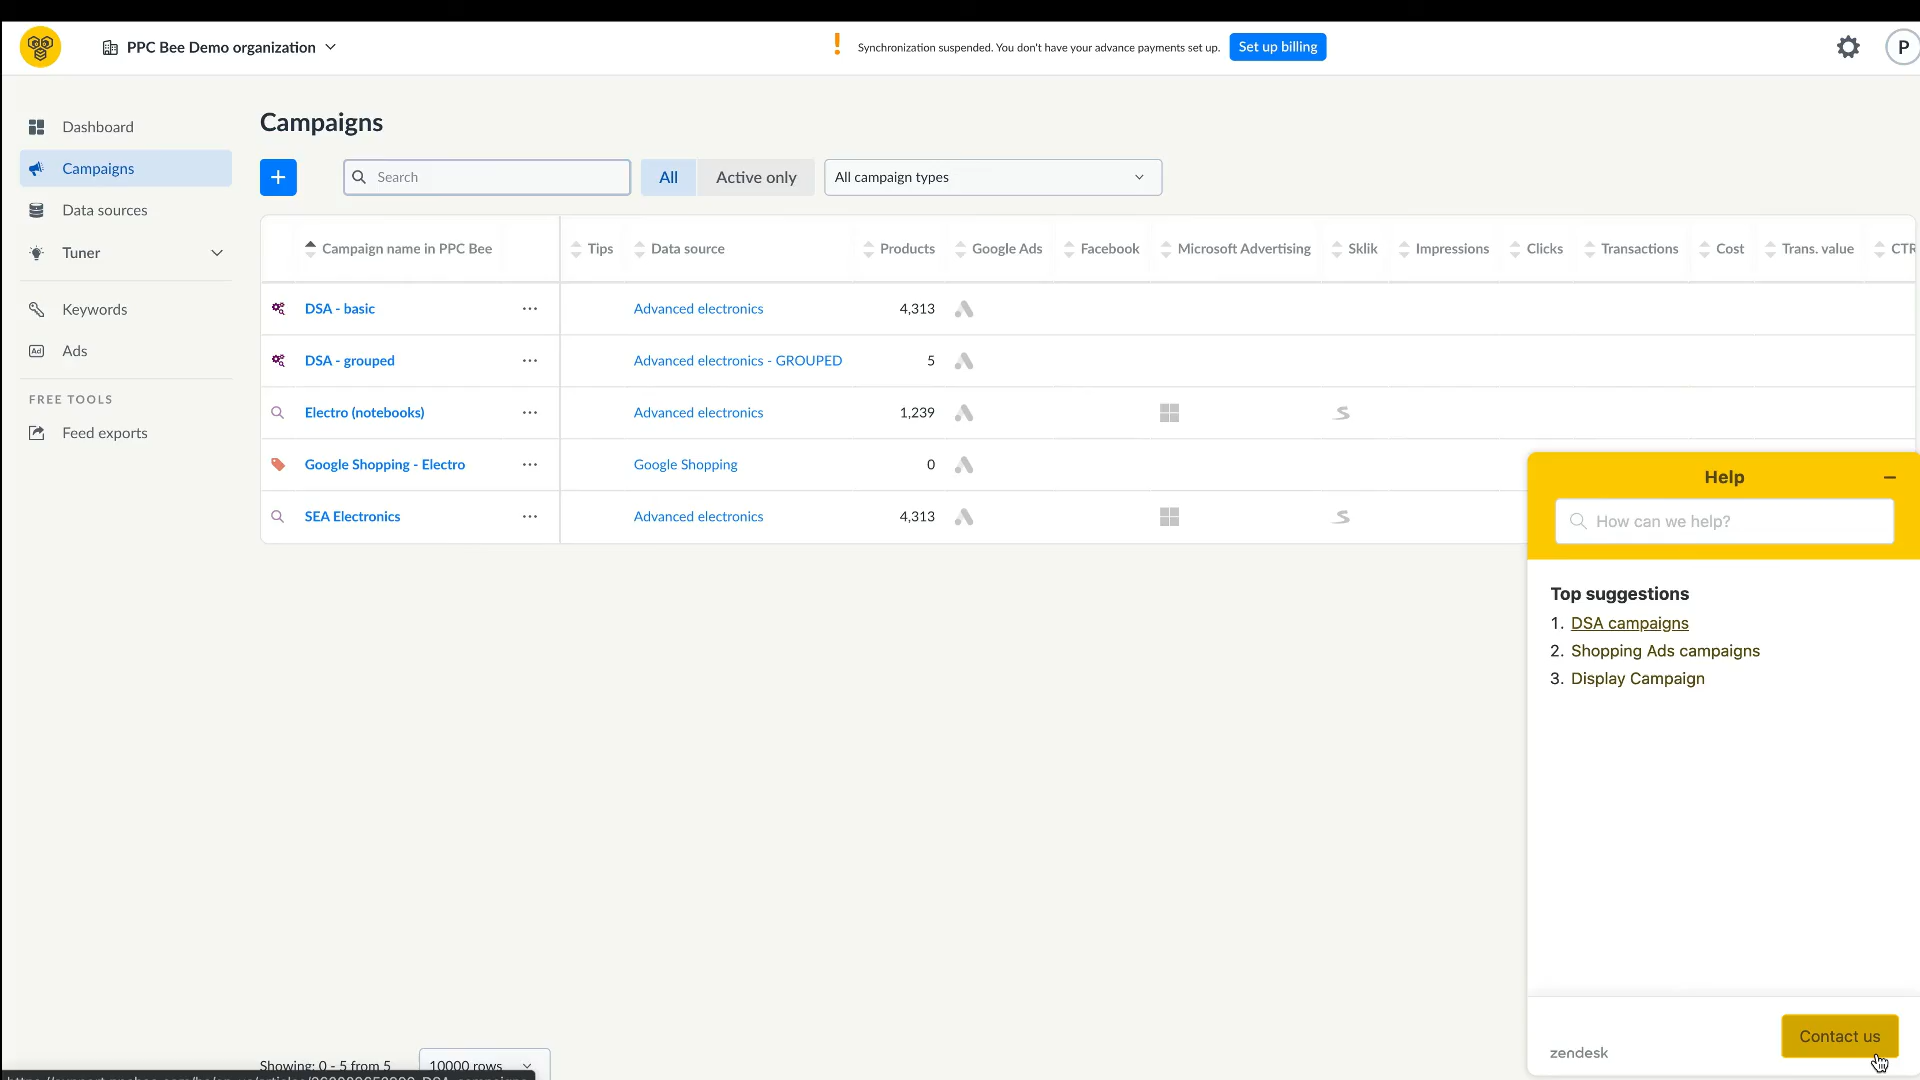 PPC Bee Demo organization
Synchronization suspended. You don't have your advance payments set up.
Set up billing
P
Dashboard
Campaigns
Data sources
Tuner
Keywords
Ads
FREE TOOLS
Feed exports
Campaigns
+
Search
All
Active only
All campaign types
Campaign name in PPC Bee Tips Data source Products Google Ads Facebook Microsoft Advertising Sklik Impressions Clicks Transactions Cost Trans. value CTR
DSA - basic ... Advanced electronics 4,313
DSA - grouped ... Advanced electronics - GROUPED 5
Electro (notebooks) ... Advanced electronics 1,239
Google Shopping - Electro ... Google Shopping 0
SEA Electronics ... Advanced electronics 4,313
Help
How can we help?
Top suggestions
1. DSA campaigns
2. Shopping Ads campaigns
3. Display Campaign
Contact us
zendesk
Showing: 0 - 5 from 5
10000 rows